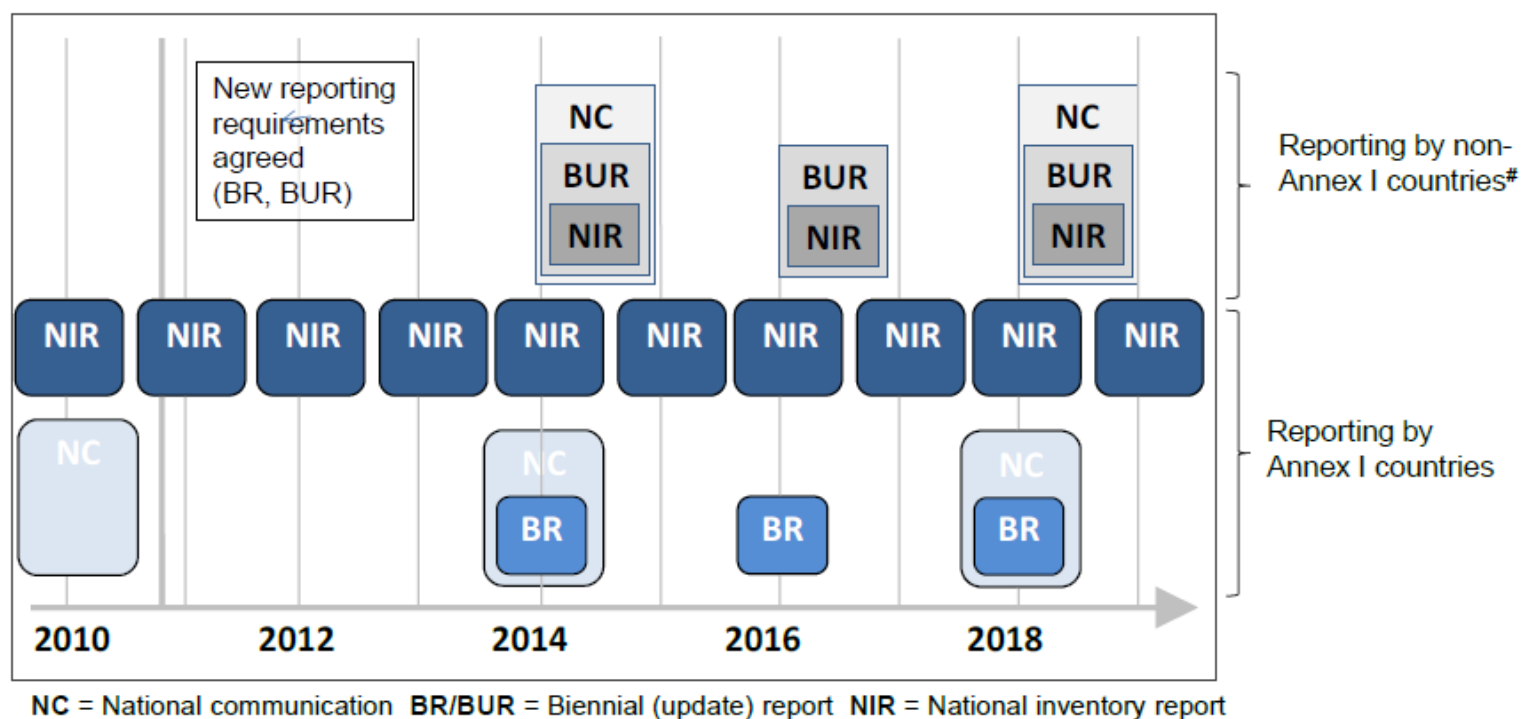 New reporting
requirements
agreed
(BR, BUR)
NC
BUR
NIR
BUR
NIR
NC
BUR
NIR
Reporting by non-
Annex I countries#
NIR
NIR
NIR
NIR
NIR
NIR
NIR
NIR
NIR
NIR
NC
NC
BR
BR
NC
BR
Reporting by
Annex I countries
2010
2012
2014
2016
2018
NC = National communication BR/BUR = Biennial (update) report NIR = National inventory report